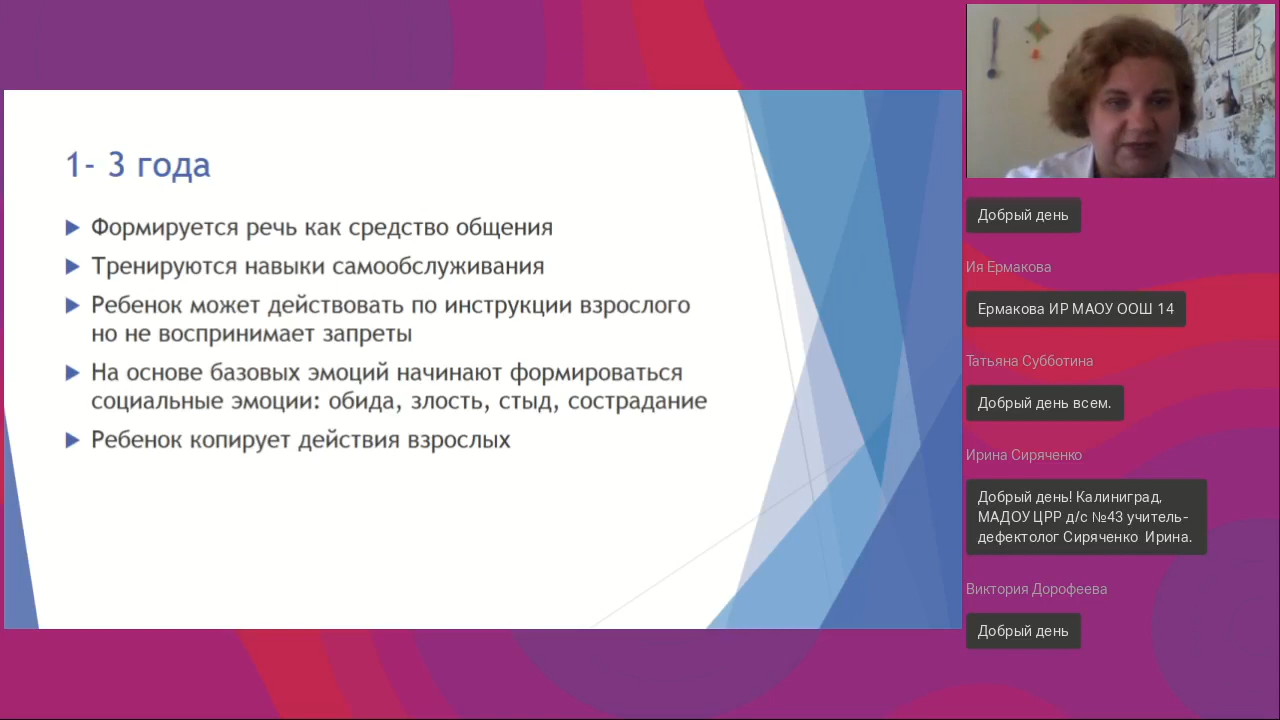 1- 3 года
Формируется речь как средство общения
Тренируются навыки самообслуживания
Ребенок может действовать по инструкции взрослого
но не воспринимает запреты
На основе базовых эмоций начинают формироваться
социальные эмоции: обида, злость, стыд, сострадание
Ребенок копирует действия взрослых
Добрый день
Ия Ермакова
Ермакова ИР МАОУ ООШ 14
Татьяна Субботина
Добрый день всем.
Ирина Сиряченко
Добрый день! Калиниград,
МАДОУ ЦРР д/с №43 учитель-
дефектолог Сиряченко Ирина.
Виктория Дорофеева
Добрый день